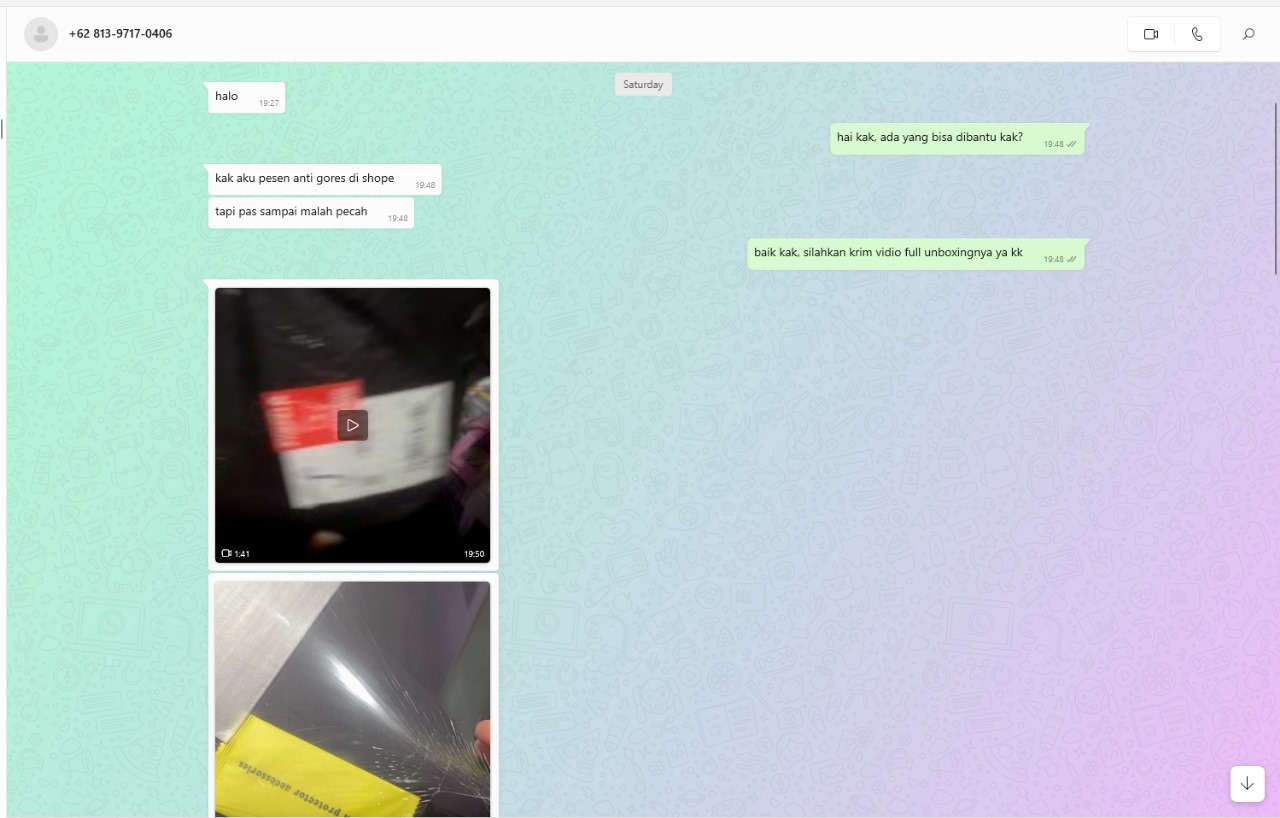 +62 813-9717-0406
Saturday
halo 19:27
hai kak, ada yang bisa dibantu kak? 19:48
kak aku pesen anti gores di shope 19:48
tapi pas sampai malah pecah 19:48
baik kak, silahkan krim vidio full unboxingnya ya kk 19:48
1:41 19:50
protector accessories